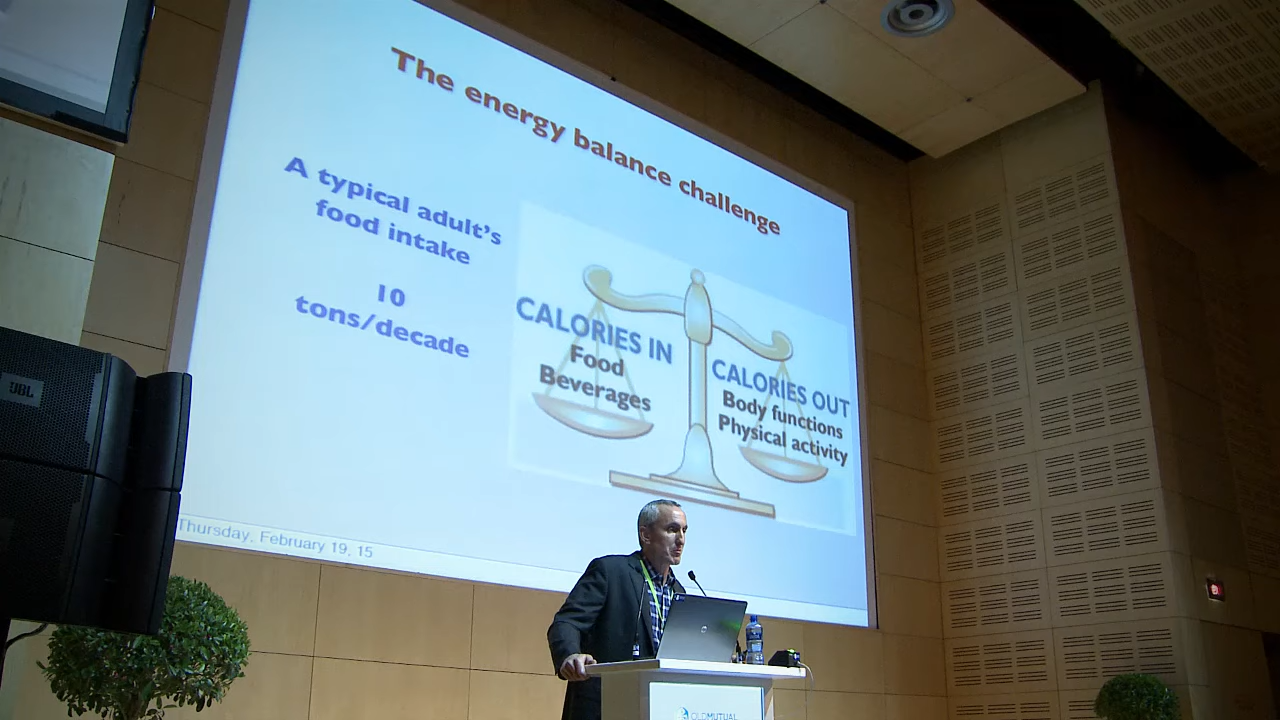 The energy balance challenge
A typical adult's
food intake
10
tons/decade
CALORIES IN
Food
Beverages
CALORIES OUT
Body functions
Physical activity
Thursday, February 19, 15
JBL
OLDMUTUAL